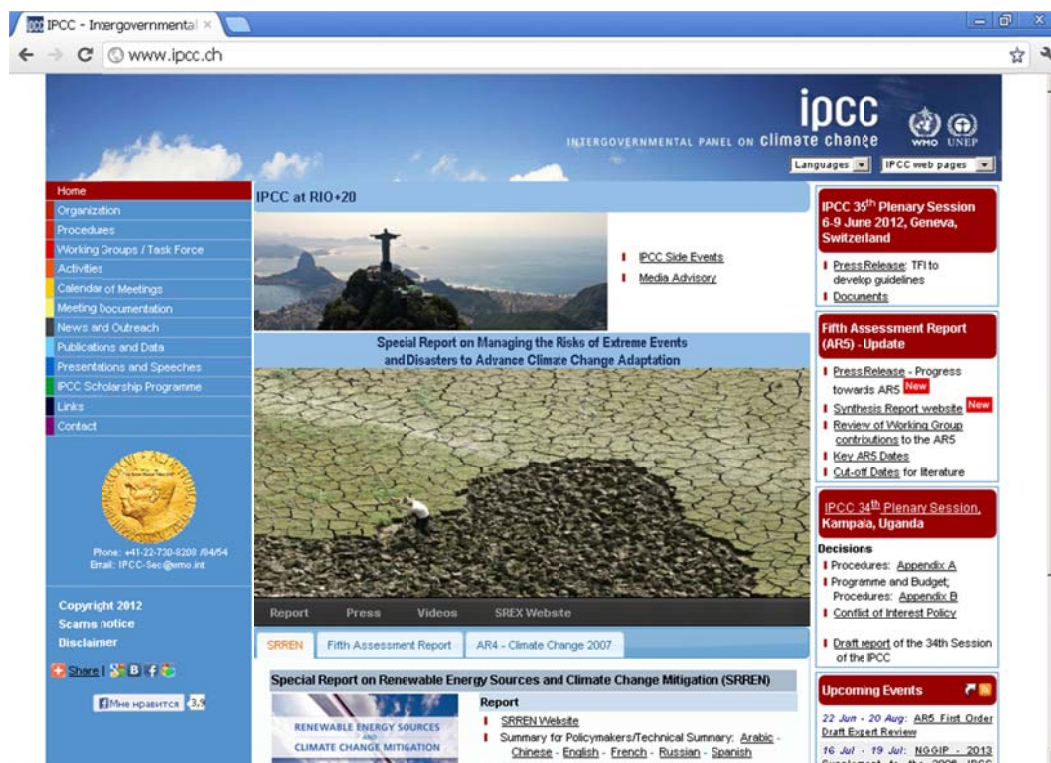 IPCC - Intergovernmental
www.ipcc.ch
ipcc
INTERGOVERNMENTAL PANEL ON climate change
WMO
UNEP
Languages
IPCC web pages
Home
Organization
Procedures
Working Groups / Task Force
Activities
Calendar of Meetings
Meeting Documentation
News and Outreach
Publications and Data
Presentations and Speeches
IPCC Scholarship Programme
Links
Contact
Phone: +41-22-730-8208 /84/54
Email: IPCC-Sec@wmo.int
Copyright 2012
Scams notice
Disclaimer
Share |
Мне нравится
IPCC at RIO+20
IPCC Side Events
Media Advisory
Special Report on Managing the Risks of Extreme Events
and Disasters to Advance Climate Change Adaptation
Report Press Videos SREX Website
SRREN Fifth Assessment Report AR4 - Climate Change 2007
Special Report on Renewable Energy Sources and Climate Change Mitigation (SRREN)
RENEWABLE ENERGY SOURCES
AND
CLIMATE CHANGE MITIGATION
Report
SRREN Website
Summary for Policymakers/Technical Summary: Arabic -
Chinese - English - French - Russian - Spanish
IPCC 35th Plenary Session
6-9 June 2012, Geneva,
Switzerland
Press Release: TFI to
develop guidelines
Documents
Fifth Assessment Report
(AR5) - Update
Press Release - Progress
towards AR5 New
Synthesis Report website New
Review of Working Group
contributions to the AR5
Key AR5 Dates
Cut-off Dates for literature
IPCC 34th Plenary Session,
Kampala, Uganda
Decisions
Procedures: Appendix A
Programme and Budget;
Procedures: Appendix B
Conflict of Interest Policy
Draft report of the 34th Session
of the IPCC
Upcoming Events
22 Jun - 20 Aug: AR5 First Order
Draft Expert Review
16 Jul - 19 Jul: NGGIP - 2013
Supplement to the 2006 IPCC